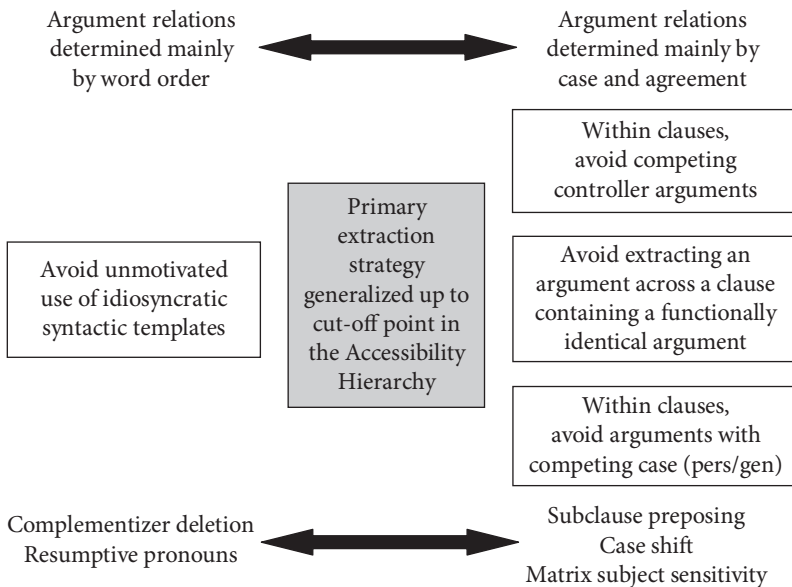 Argument relations
determined mainly
by word order
Argument relations
determined mainly by
case and agreement
Within clauses,
avoid competing
controller arguments
Primary
extraction
strategy
generalized up to
cut-off point in
the Accessibility
Hierarchy
Avoid unmotivated
use of idiosyncratic
syntactic templates
Avoid extracting an
argument across a clause
containing a functionally
identical argument
Within clauses,
avoid arguments with
competing case (pers/gen)
Complementizer deletion
Resumptive pronouns
Subclause preposing
Case shift
Matrix subject sensitivity